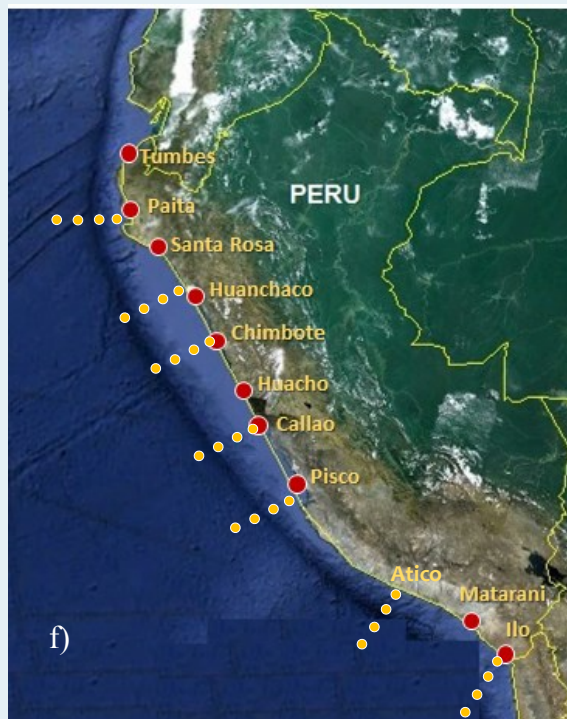 Tumbes
PERU
Paita
Santa Rosa
Huanchaco
Chimbote
Huacho
Callao
Pisco
Atico
Matarani
Ilo
f)